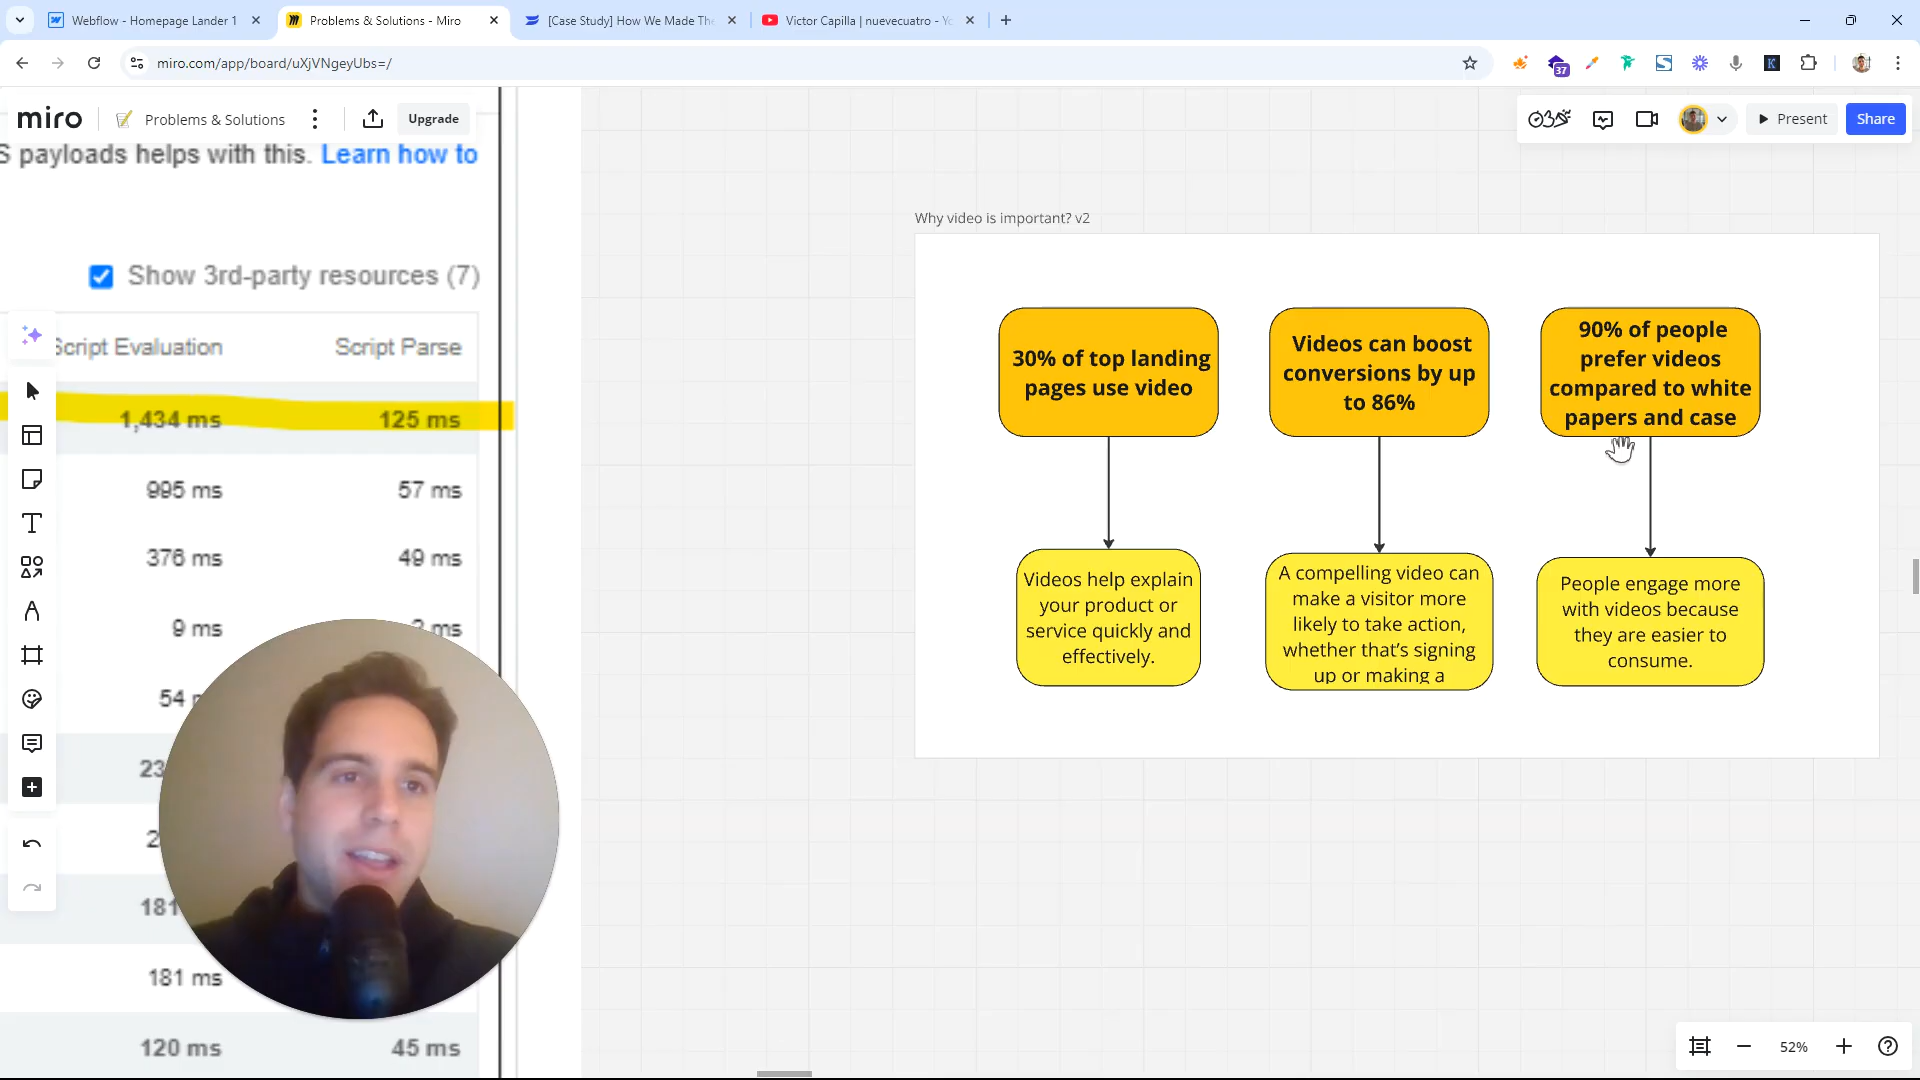 Webflow - Homepage Lander 1
Problems & Solutions - Miro
[Case Study] How We Made The
Victor Capilla | nuevecuatro - Yo
miro.com/app/board/uXjVNgeyUbs=/
37
K
miro
Problems & Solutions
Upgrade
Present
Share
S payloads helps with this. Learn how to
Show 3rd-party resources (7)
Script Evaluation Script Parse
1,434 ms 125 ms
995 ms 57 ms
376 ms 49 ms
9 ms ms
54
23
2
181
181 ms
120 ms 45 ms
Why video is important? v2
30% of top landing
pages use video
Videos can boost
conversions by up
to 86%
90% of people
prefer videos
compared to white
papers and case
Videos help explain
your product or
service quickly and
effectively.
A compelling video can
make a visitor more
likely to take action,
whether that's signing
up or making a
People engage more
with videos because
they are easier to
consume.
52%